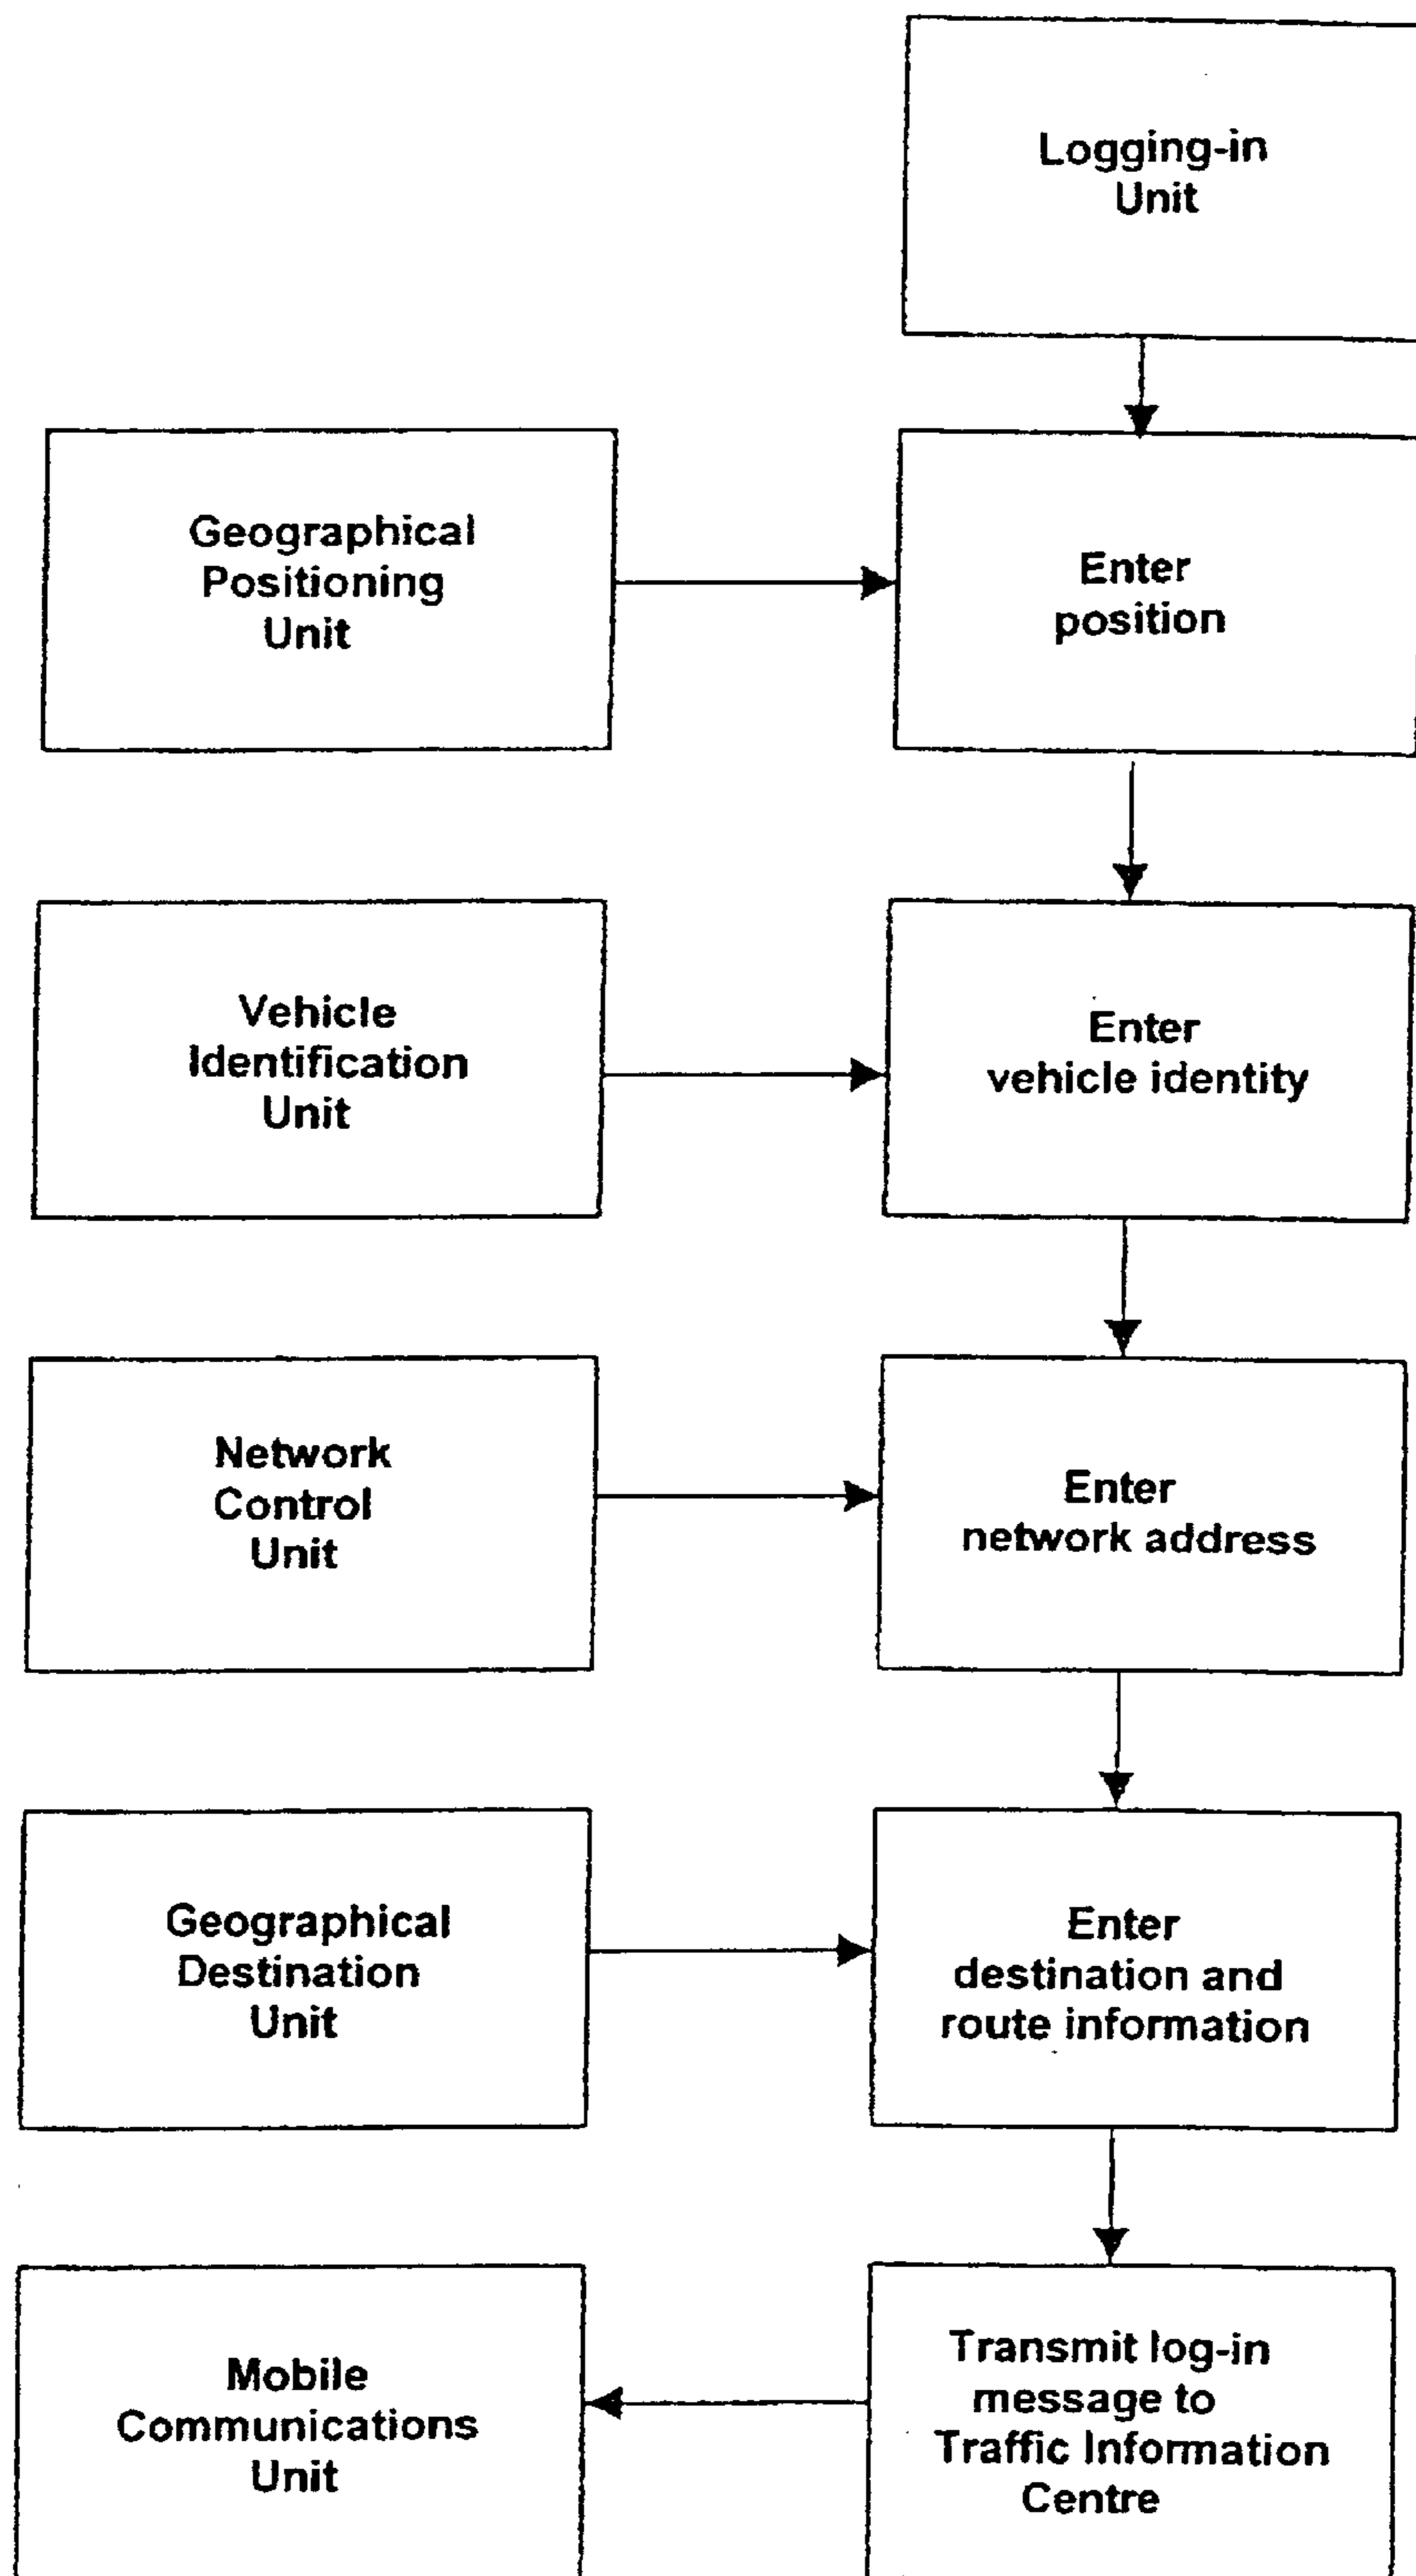 Logging-in
Unit
Geographical
Positioning
Unit
Enter
position
Vehicle
Identification
Unit
Enter
vehicle identity
Network
Control
Unit
Enter
network address
Geographical
Destination
Unit
Enter
destination and
route information
Mobile
Communications
Unit
Transmit log-in
message to
Traffic Information
Centre